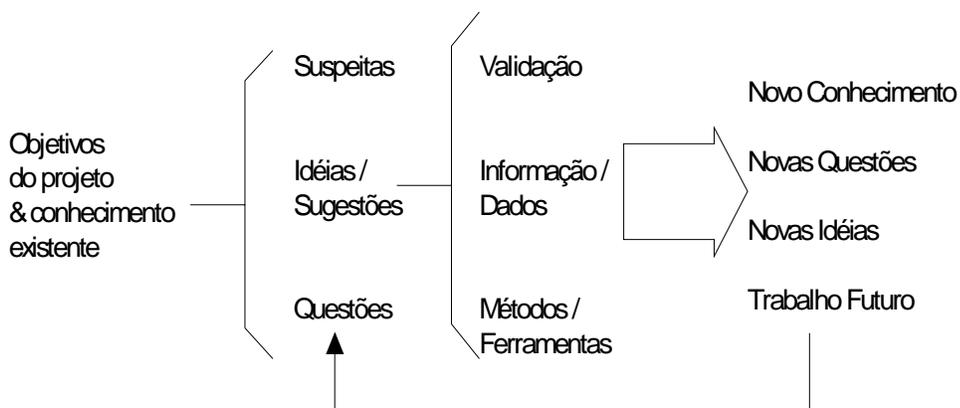 Objetivos
do projeto
& conhecimento
existente
Suspeitas
Idéias /
Sugestões
Questões
Validação
Informação /
Dados
Métodos /
Ferramentas
Novo Conhecimento
Novas Questões
Novas Idéias
Trabalho Futuro